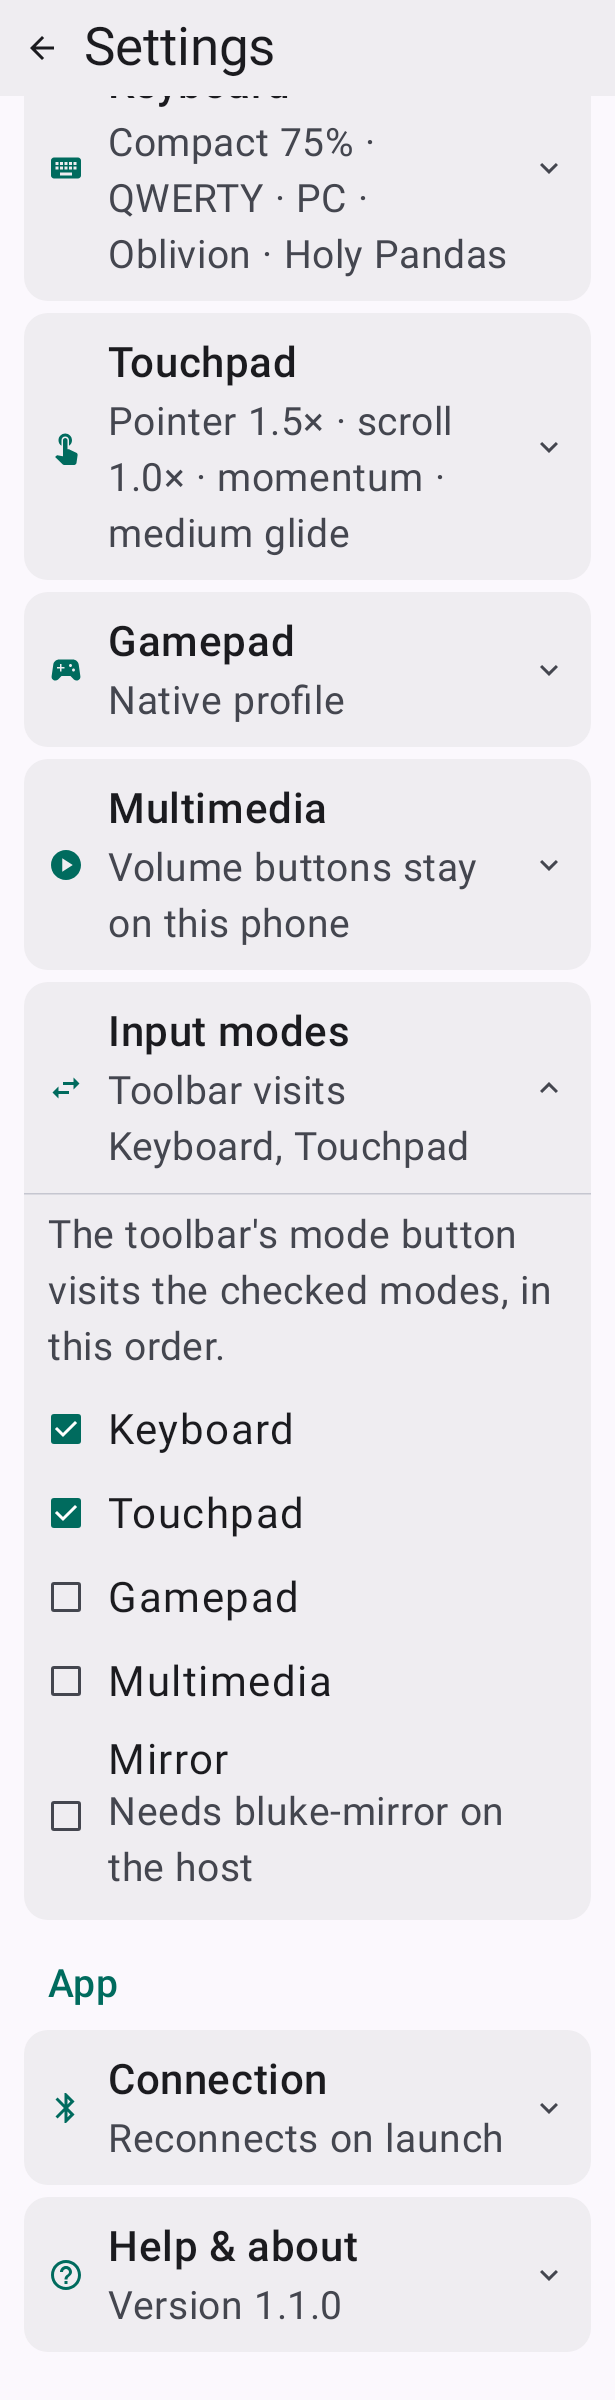 Settings
Keyboard
Compact 75% ·
QWERTY · PC ·
Oblivion · Holy Pandas
Touchpad
Pointer 1.5× · scroll
1.0× · momentum ·
medium glide
Gamepad
Native profile
Multimedia
Volume buttons stay
on this phone
Input modes
Toolbar visits
Keyboard, Touchpad
The toolbar's mode button
visits the checked modes, in
this order.
Keyboard
Touchpad
Gamepad
Multimedia
Mirror
Needs bluke-mirror on
the host
App
Connection
Reconnects on launch
Help & about
Version 1.1.0